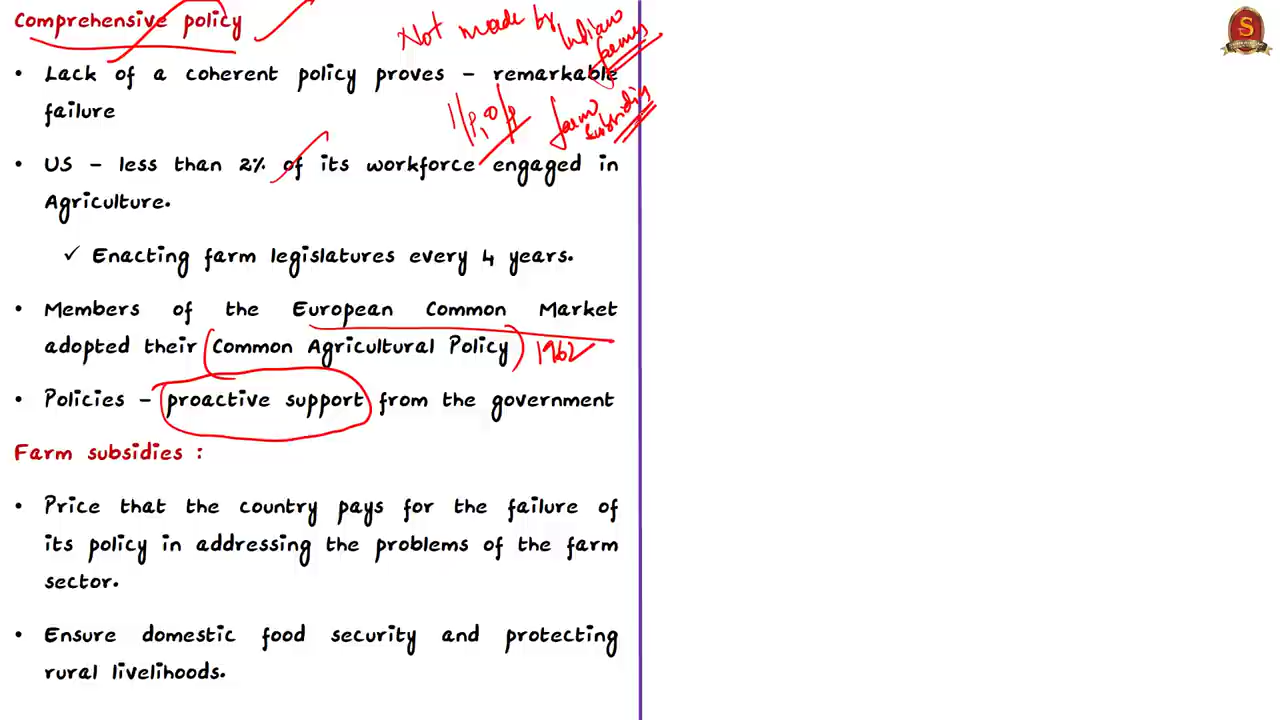 Comprehensive policy
Not made by
Indian
farmers
• Lack of a coherent policy proves – remarkable
failure
I/P, O/P
farm
subsidies
• US – less than 2% of its workforce engaged in
Agriculture.
✓ Enacting farm legislatures every 4 years.
• Members of the European Common Market
adopted their Common Agricultural Policy 1962
• Policies – proactive support from the government
Farm subsidies :
• Price that the country pays for the failure of
its policy in addressing the problems of the farm
sector.
• Ensure domestic food security and protecting
rural livelihoods.
S